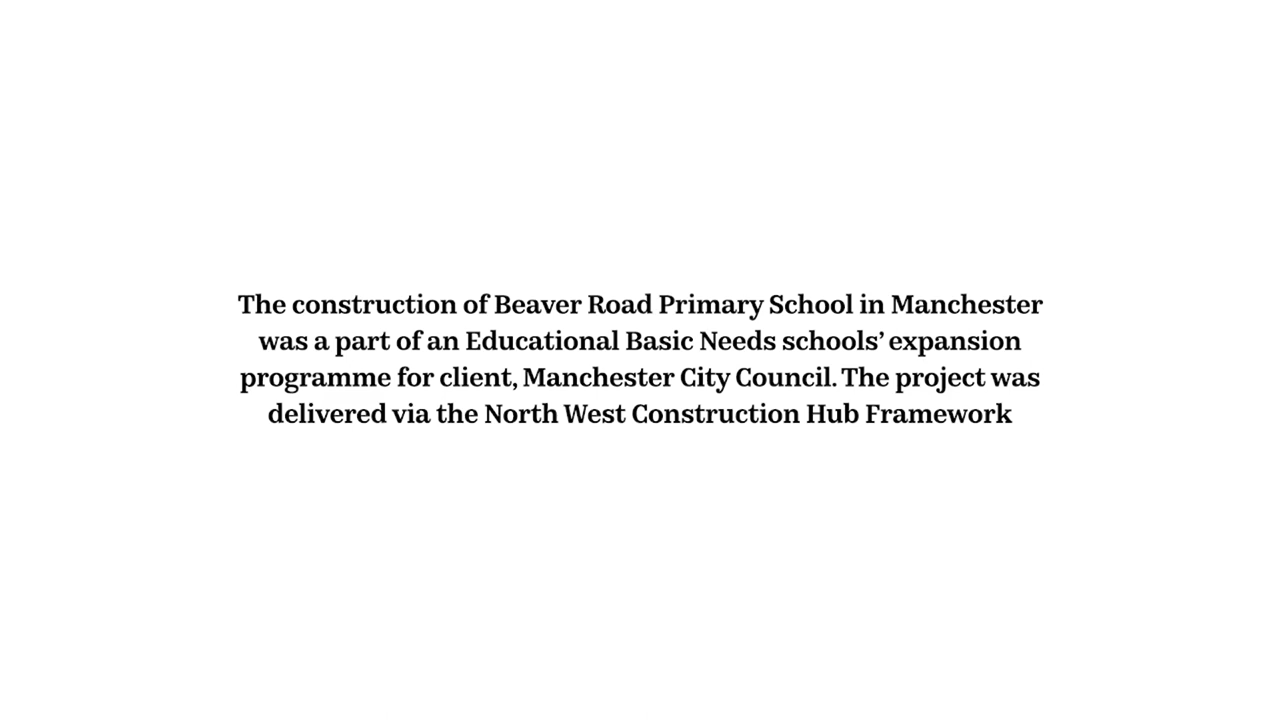 The construction of Beaver Road Primary School in Manchester
was a part of an Educational Basic Needs schools’ expansion
programme for client, Manchester City Council. The project was
delivered via the North West Construction Hub Framework